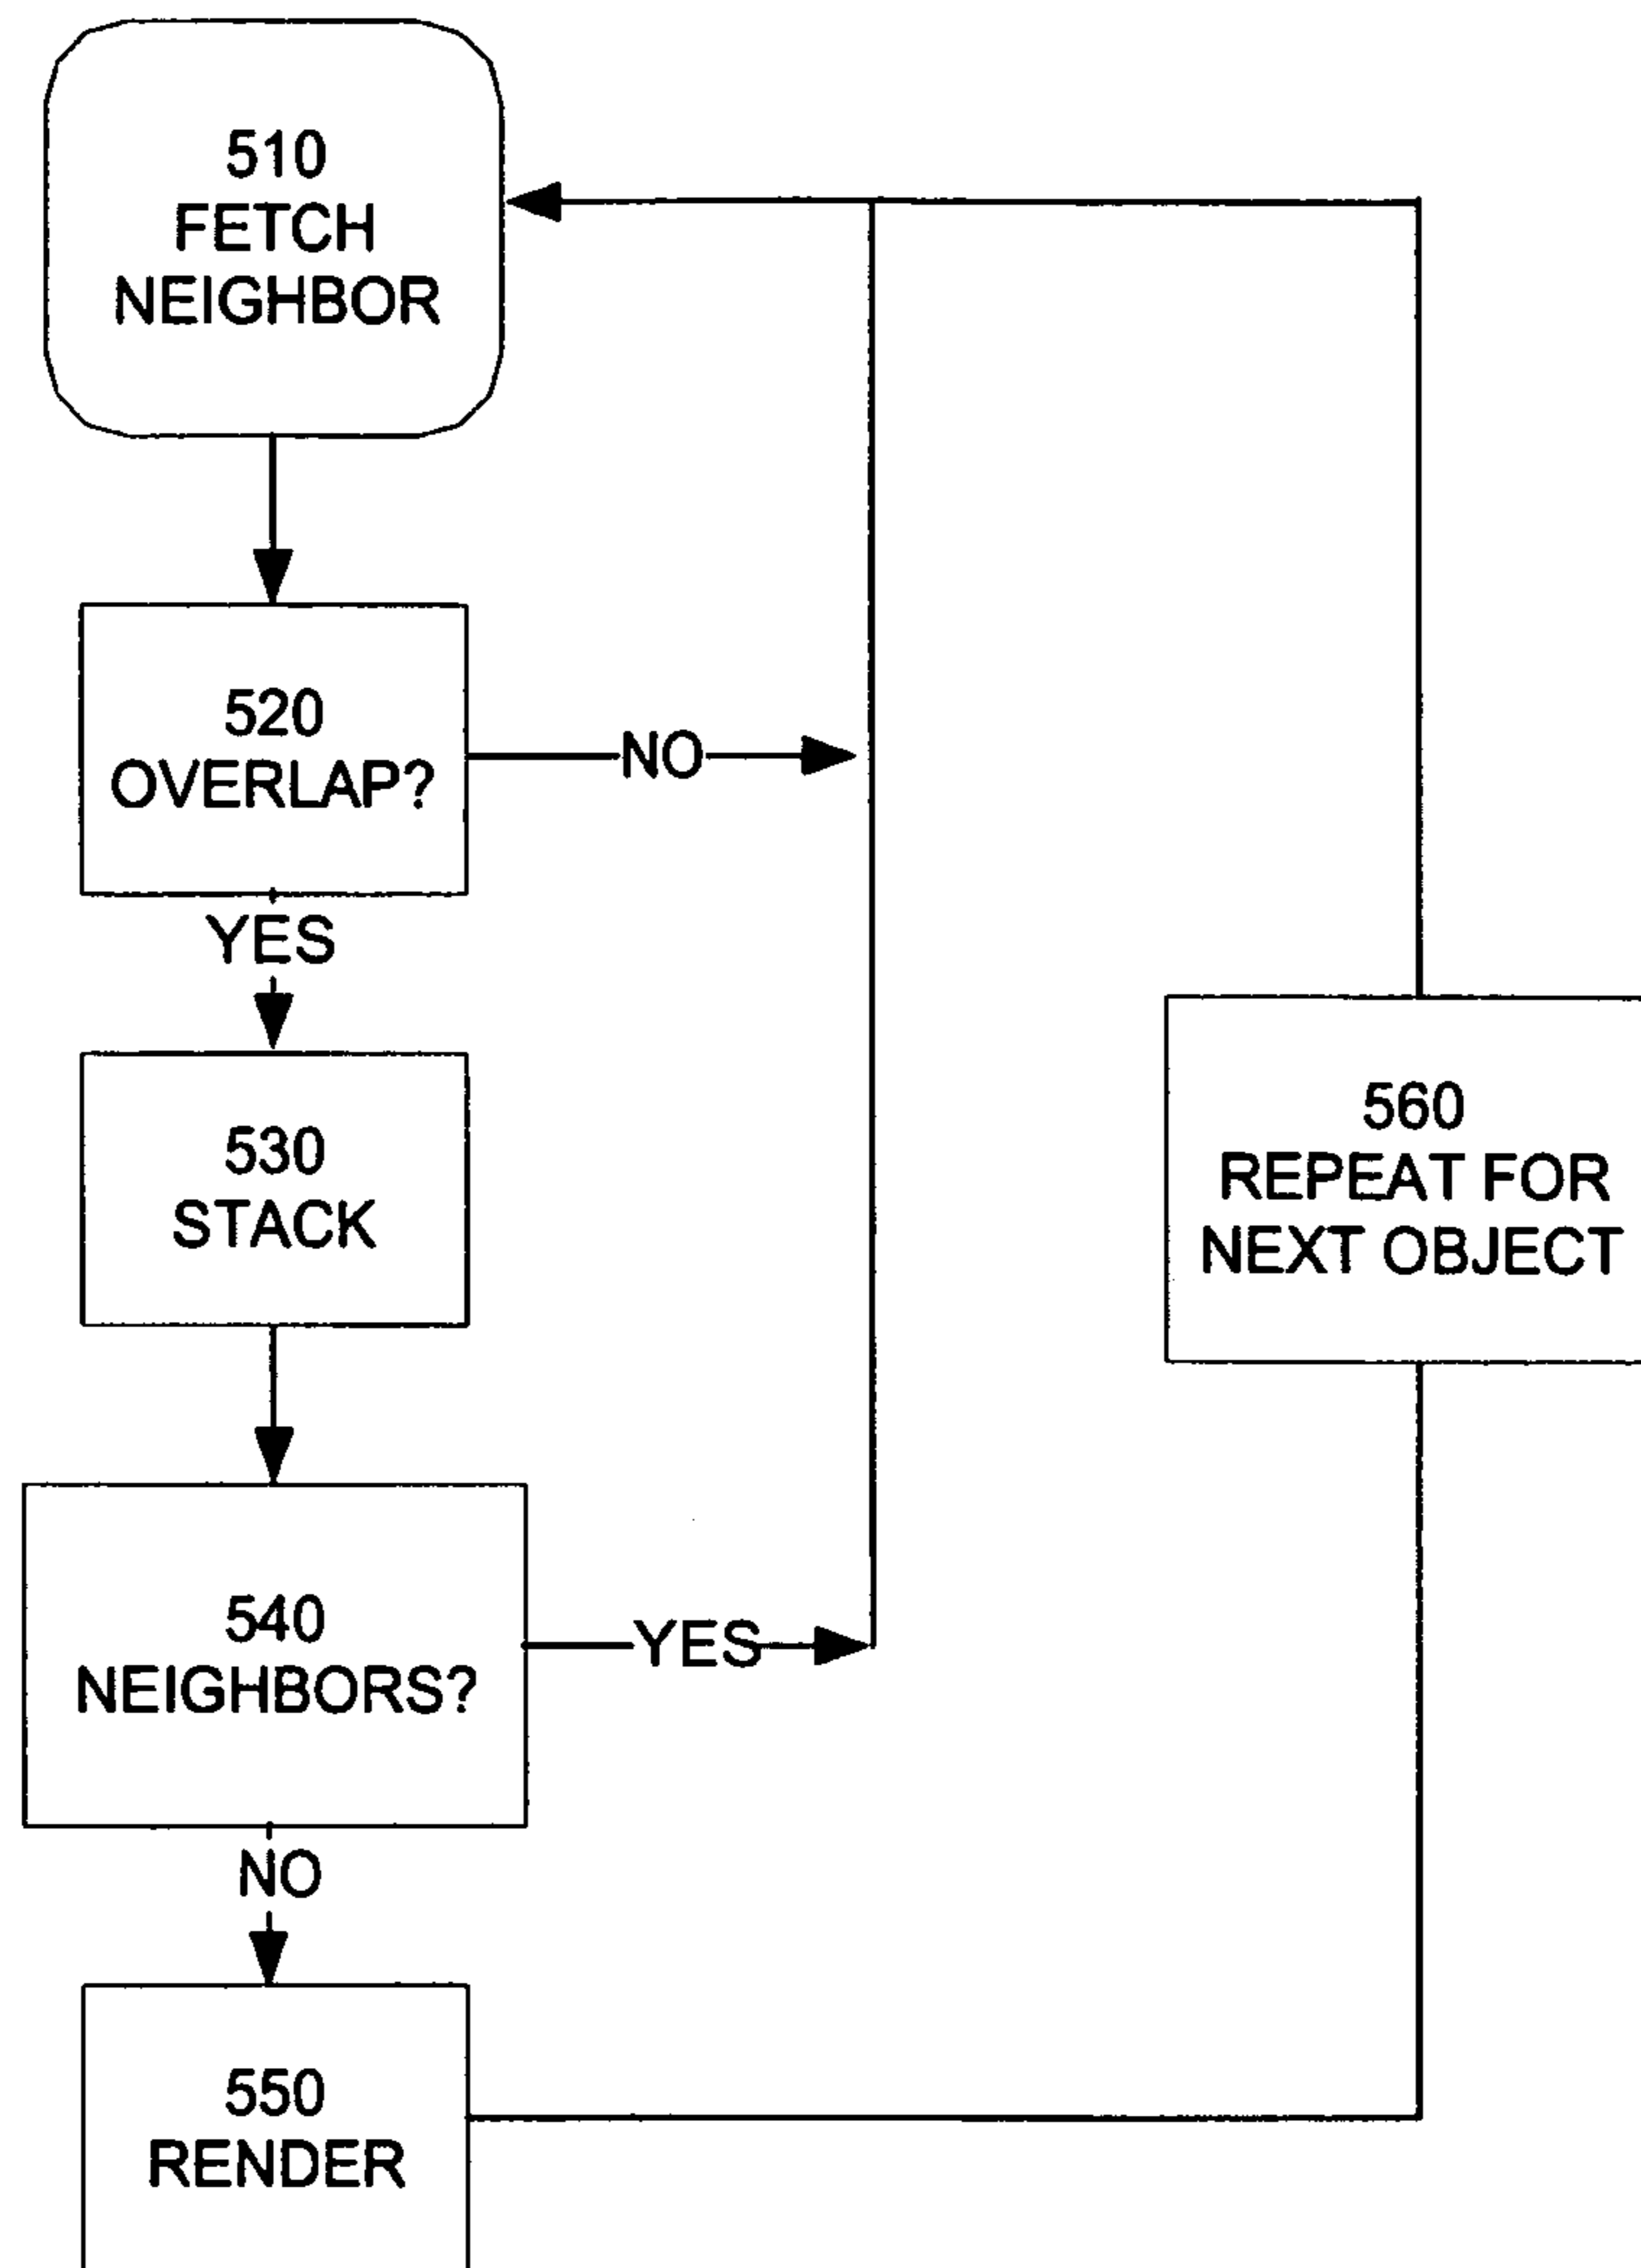 510
FETCH
NEIGHBOR
520
OVERLAP?
NO
YES
530
STACK
560
REPEAT FOR
NEXT OBJECT
540
NEIGHBORS?
YES
NO
550
RENDER